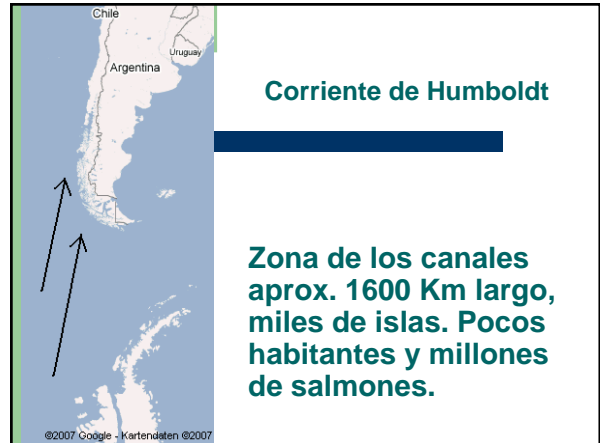 Chile
Uruguay
Argentina
©2007 Google - Kartendaten ©2007
Corriente de Humboldt
Zona de los canales
aprox. 1600 Km largo,
miles de islas. Pocos
habitantes y millones
de salmones.